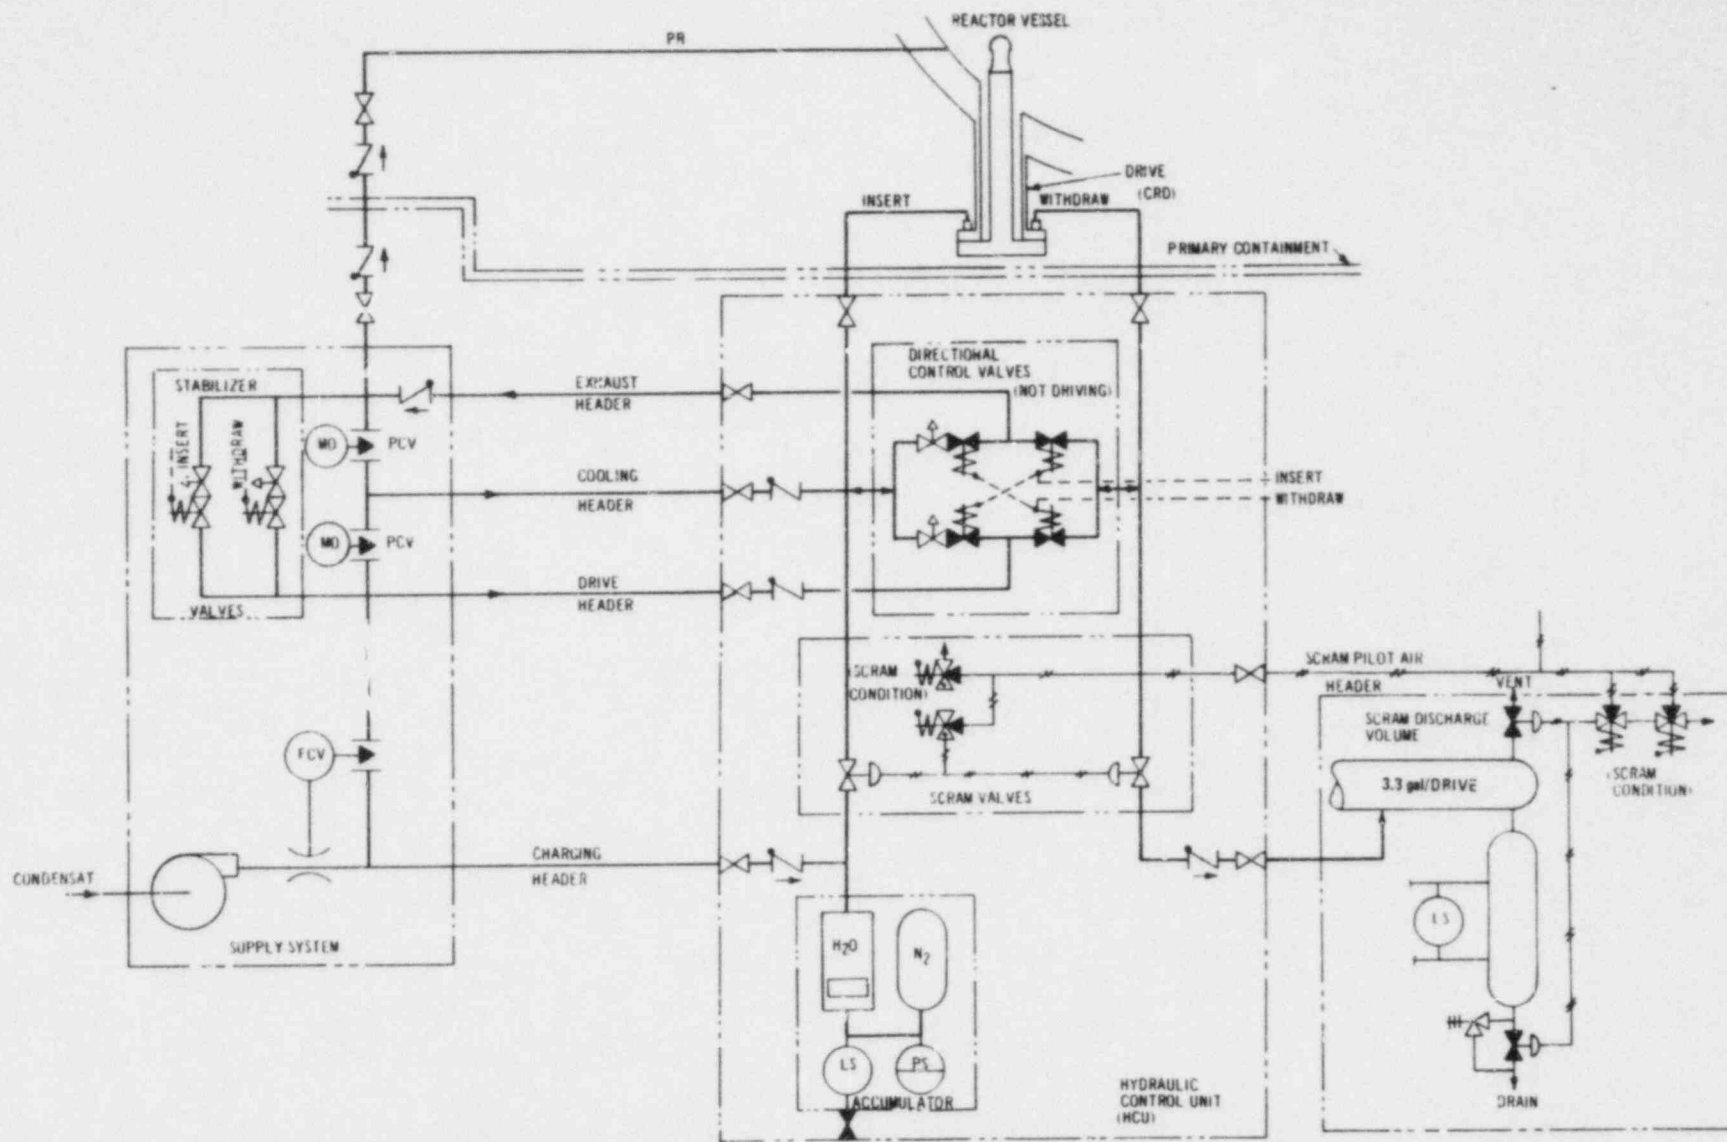 REACTOR VESSEL
PR
DRIVE
(CRD)
INSERT
WITHDRAW
PRIMARY CONTAINMENT
STABILIZER
INSERT
WITHDRAW
VALVES
MO
PCV
MO
PCV
EXHAUST
HEADER
COOLING
HEADER
DRIVE
HEADER
DIRECTIONAL
CONTROL VALVES
(NOT DRIVING)
INSERT
WITHDRAW
(SCRAM
CONDITION)
SCRAM VALVES
SCRAM PILOT AIR
HEADER
VENT
SCRAM DISCHARGE
VOLUME
3.3 gal/DRIVE
(SCRAM
CONDITION)
FCV
CONDENSAT
CHARGING
HEADER
SUPPLY SYSTEM
H2O
N2
LS
PS
ACCUMULATOR
HYDRAULIC
CONTROL UNIT
(HCU)
LS
DRAIN